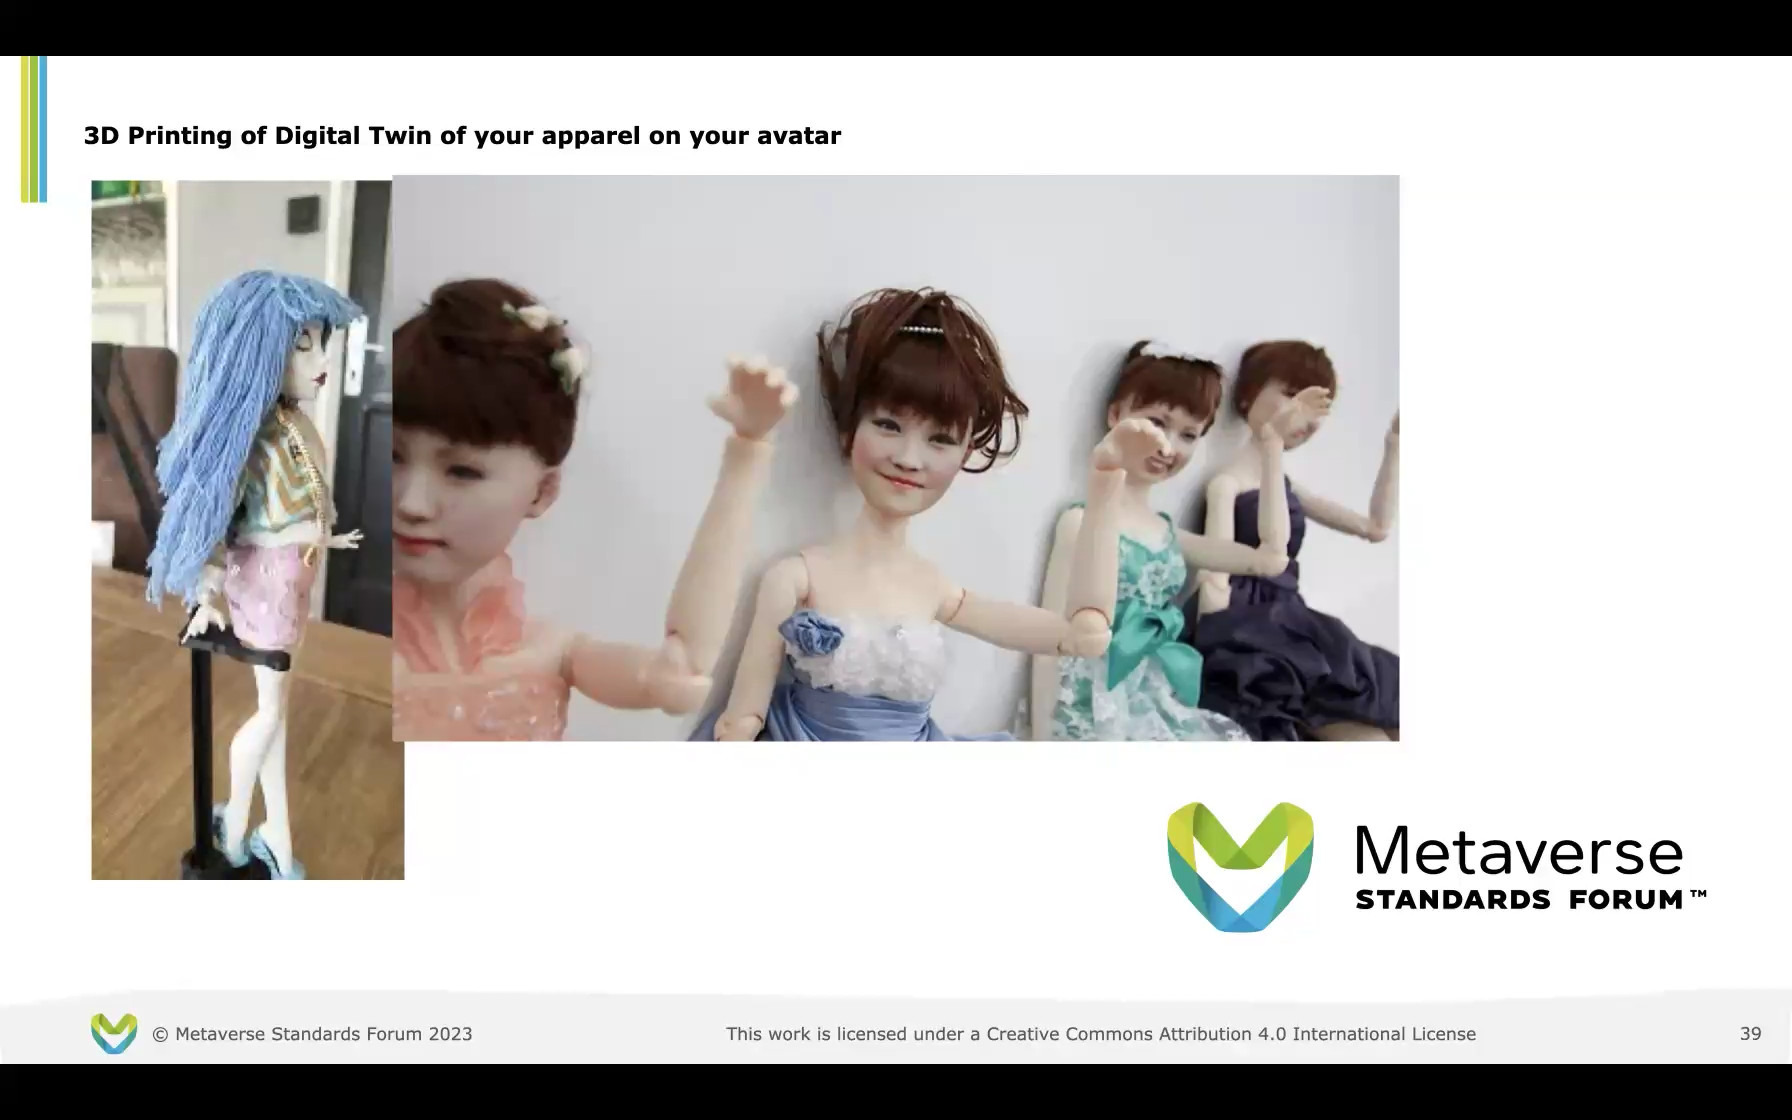 3D Printing of Digital Twin of your apparel on your avatar
Metaverse
STANDARDS FORUM™
© Metaverse Standards Forum 2023
This work is licensed under a Creative Commons Attribution 4.0 International License
39